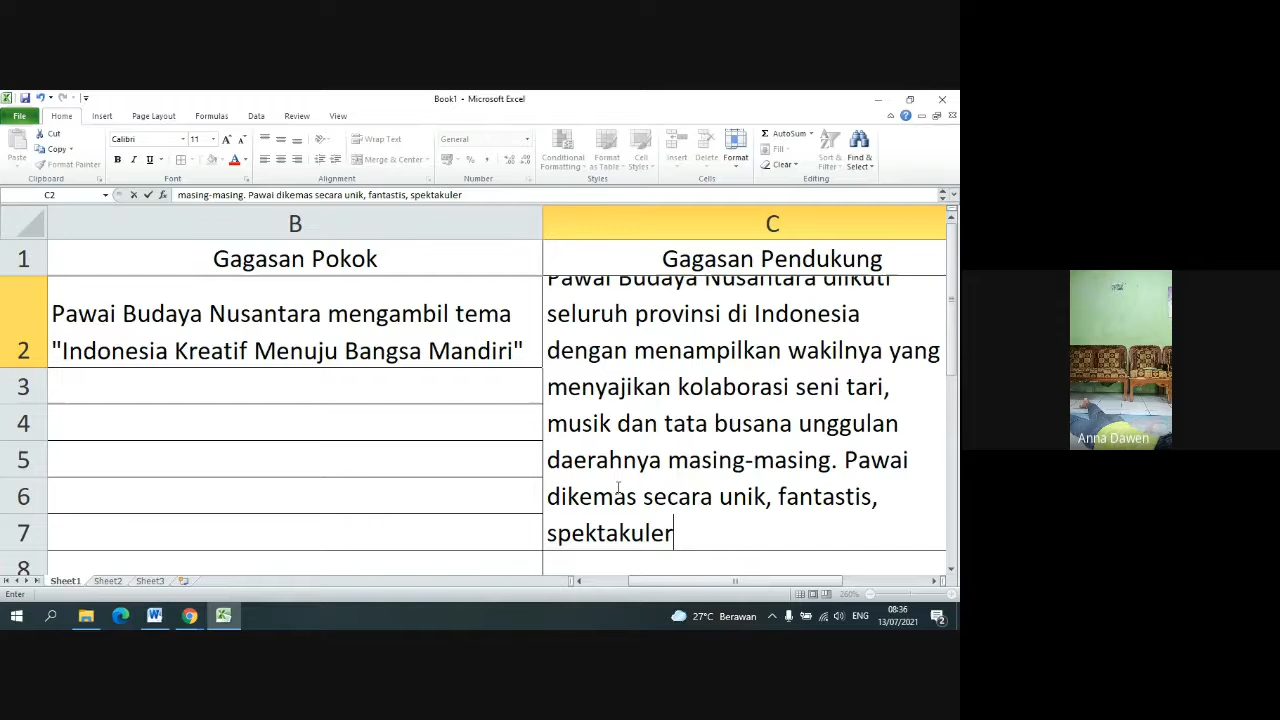 Book1 - Microsoft Excel
File Home Insert Page Layout Formulas Data Review View
Cut Calibri 11 Wrap Text General AutoSum
Copy Fill
Paste Format Painter Merge & Center Conditional Formatting Format as Table Cell Styles Insert Delete Format Clear Sort & Filter Find & Select
Clipboard Font Alignment Number Styles Cells Editing
C2 masing-masing. Pawai dikemas secara unik, fantastis, spektakuler
B C
1 Gagasan Pokok Gagasan Pendukung
Pawai Budaya Nusantara diikuti
Pawai Budaya Nusantara mengambil tema seluruh provinsi di Indonesia
2 "Indonesia Kreatif Menuju Bangsa Mandiri" dengan menampilkan wakilnya yang
3 menyajikan kolaborasi seni tari,
4 musik dan tata busana unggulan
5 daerahnya masing-masing. Pawai
6 dikemas secara unik, fantastis,
7 spektakuler
8
Sheet1 Sheet2 Sheet3
Enter 260%
27°C Berawan ENG 08:36
13/07/2021 2
Anna Dawen